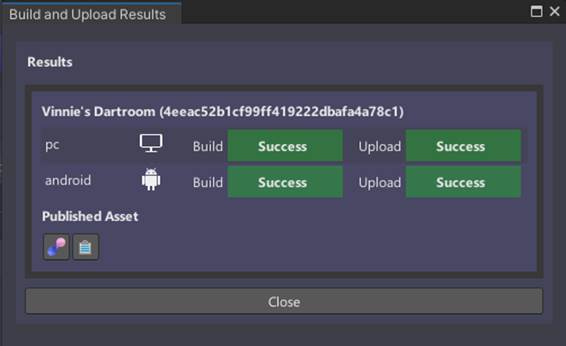 Build and Upload Results
Results
Vinnie's Dartroom (4eeac52b1cf99ff419222dbafa4a78c1)
pc Build Success Upload Success
android Build Success Upload Success
Published Asset
Close